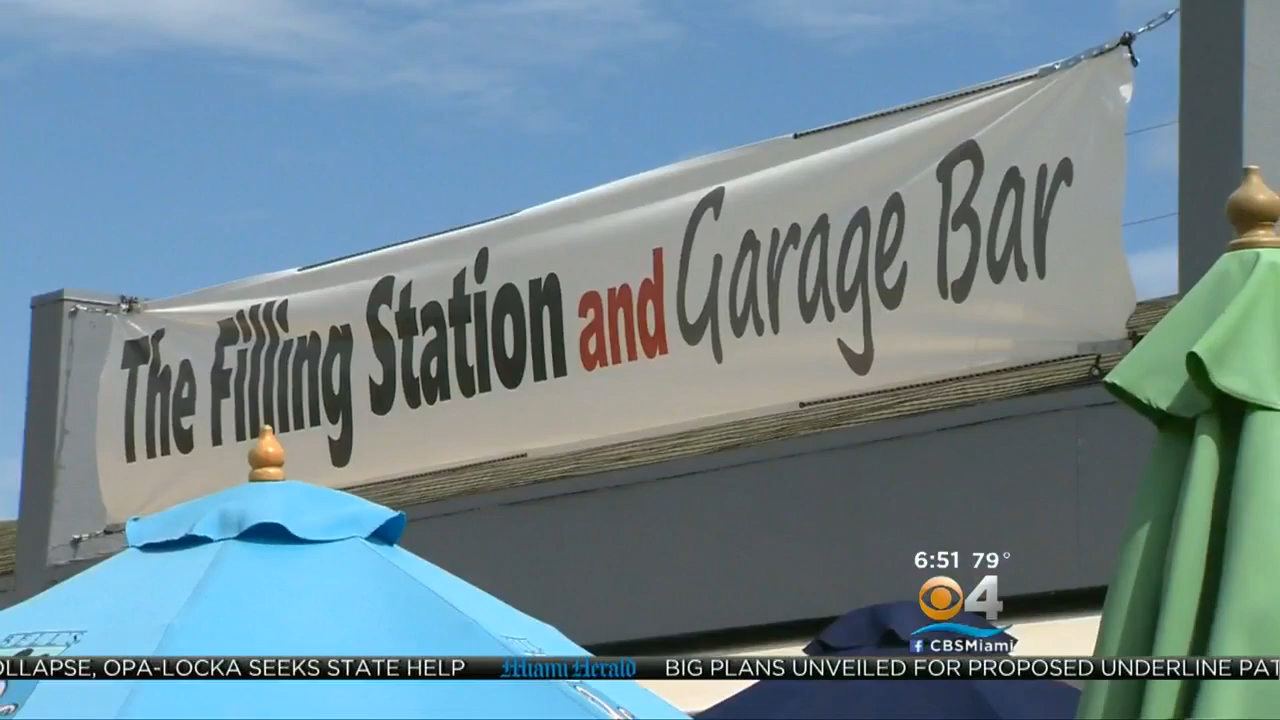 The Filling Station and Garage Bar
6:51 79°
4
f CBSMiami
OLLAPSE, OPA-LOCKA SEEKS STATE HELP Miami Herald BIG PLANS UNVEILED FOR PROPOSED UNDERLINE PAT